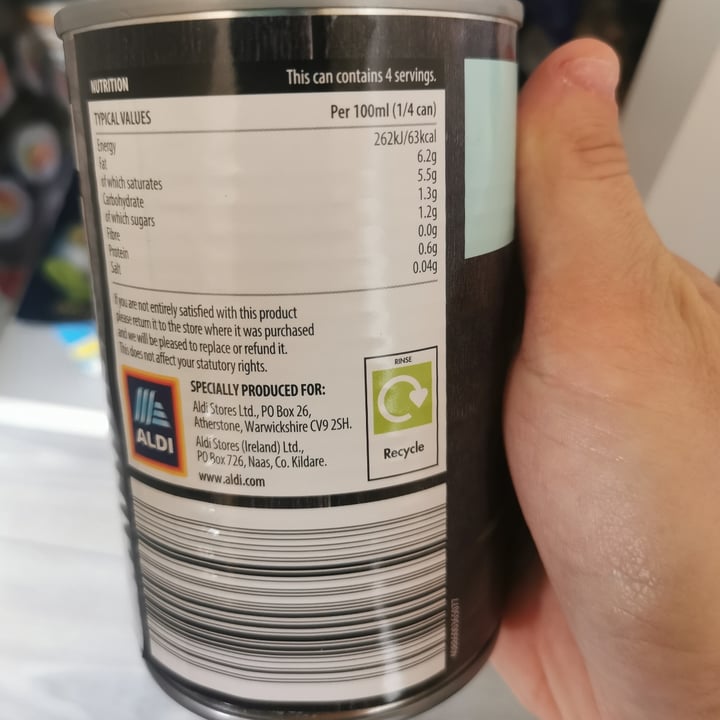 NUTRITION This can contains 4 servings.
TYPICAL VALUES Per 100ml (1/4 can)
Energy 262kJ/63kcal
Fat 6.2g
of which saturates 5.5g
Carbohydrate 1.3g
of which sugars 1.2g
Fibre 0.0g
Protein 0.6g
Salt 0.04g
If you are not entirely satisfied with this product
please return it to the store where it was purchased
and we will be pleased to replace or refund it.
This does not affect your statutory rights.
ALDI
SPECIALLY PRODUCED FOR:
Aldi Stores Ltd., PO Box 26,
Atherstone, Warwickshire CV9 2SH.
Aldi Stores (Ireland) Ltd.,
PO Box 726, Naas, Co. Kildare.
www.aldi.com
RINSE
Recycle